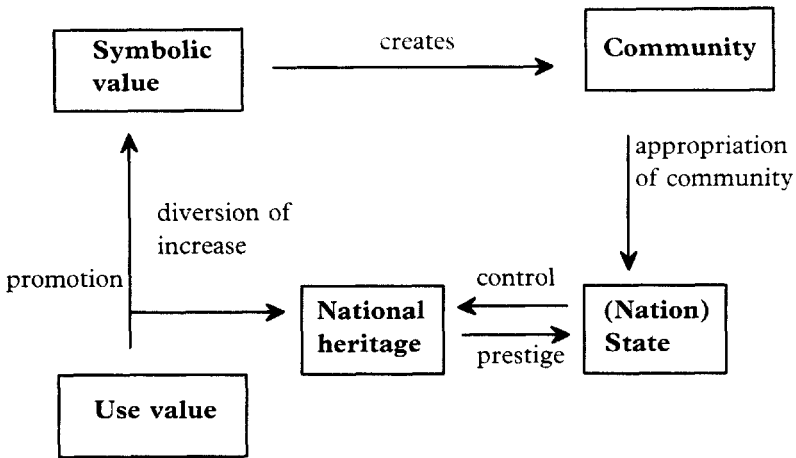 Symbolic
value
creates
Community
appropriation
of community
diversion of
increase
promotion
National
heritage
control
prestige
(Nation)
State
Use value